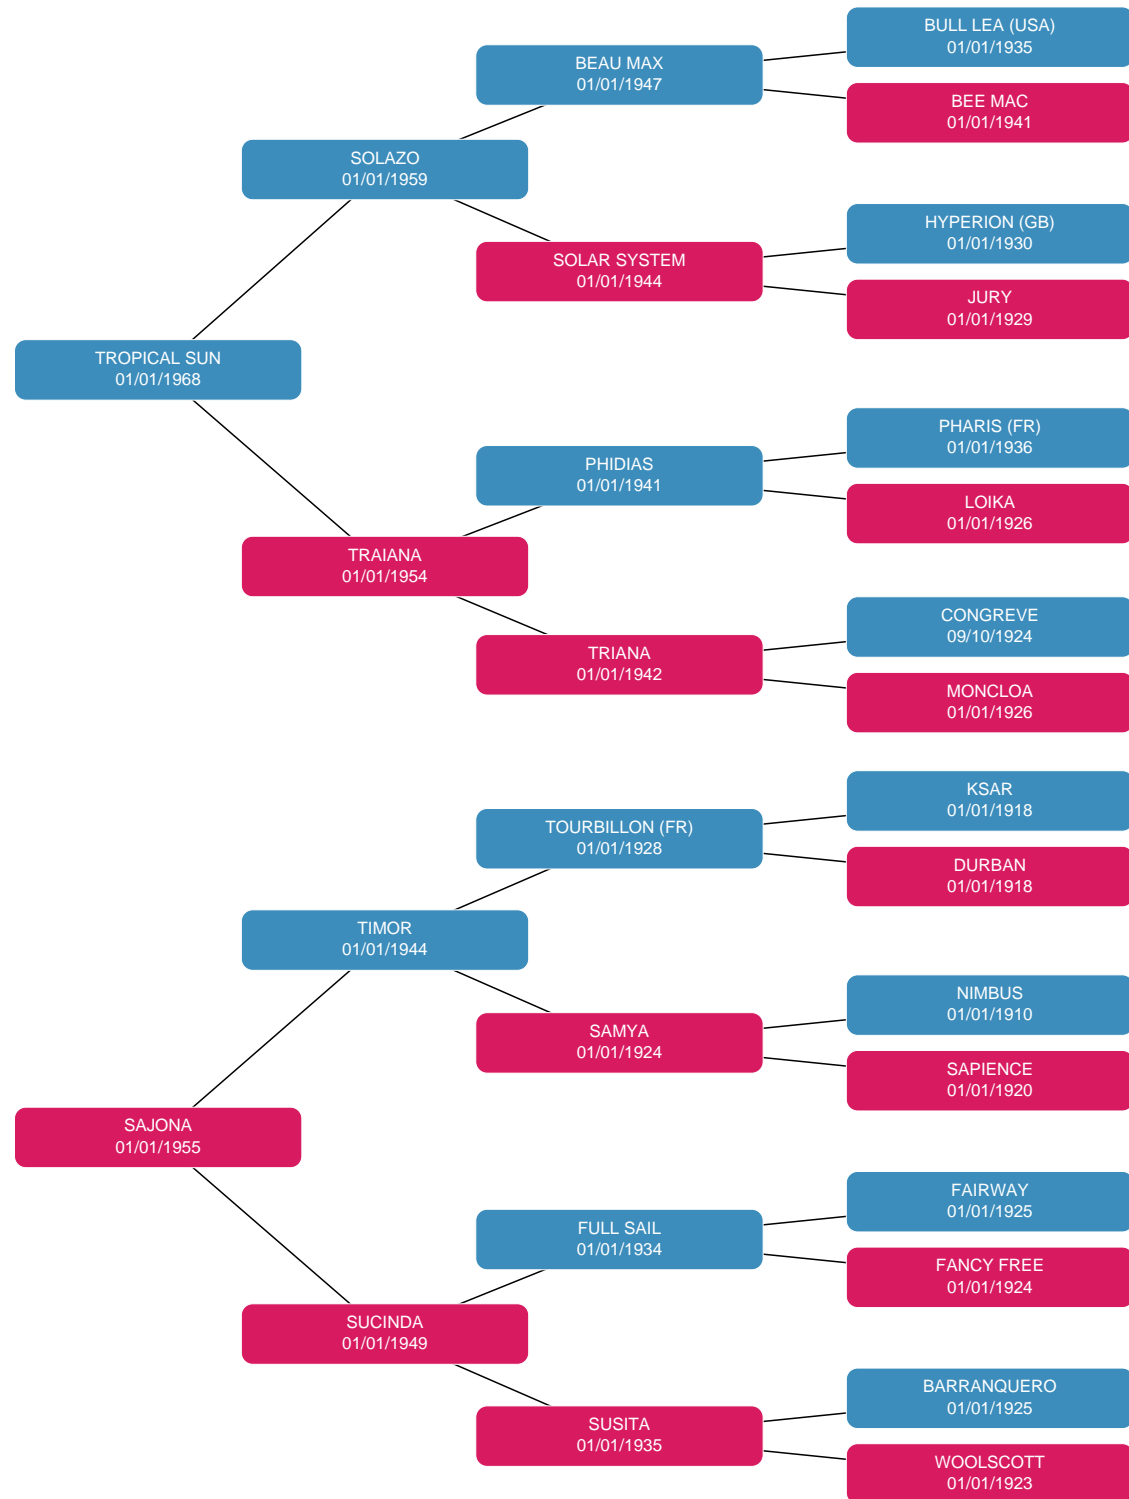 BULL LEA (USA)
01/01/1935
BEAU MAX
01/01/1947
BEE MAC
01/01/1941
SOLAZO
01/01/1959
HYPERION (GB)
01/01/1930
SOLAR SYSTEM
01/01/1944
JURY
01/01/1929
TROPICAL SUN
01/01/1968
PHARIS (FR)
01/01/1936
PHIDIAS
01/01/1941
LOIKA
01/01/1926
TRAIANA
01/01/1954
CONGREVE
09/10/1924
TRIANA
01/01/1942
MONCLOA
01/01/1926
KSAR
01/01/1918
TOURBILLON (FR)
01/01/1928
DURBAN
01/01/1918
TIMOR
01/01/1944
NIMBUS
01/01/1910
SAMYA
01/01/1924
SAPIENCE
01/01/1920
SAJONA
01/01/1955
FAIRWAY
01/01/1925
FULL SAIL
01/01/1934
FANCY FREE
01/01/1924
SUCINDA
01/01/1949
BARRANQUERO
01/01/1925
SUSITA
01/01/1935
WOOLSCOTT
01/01/1923